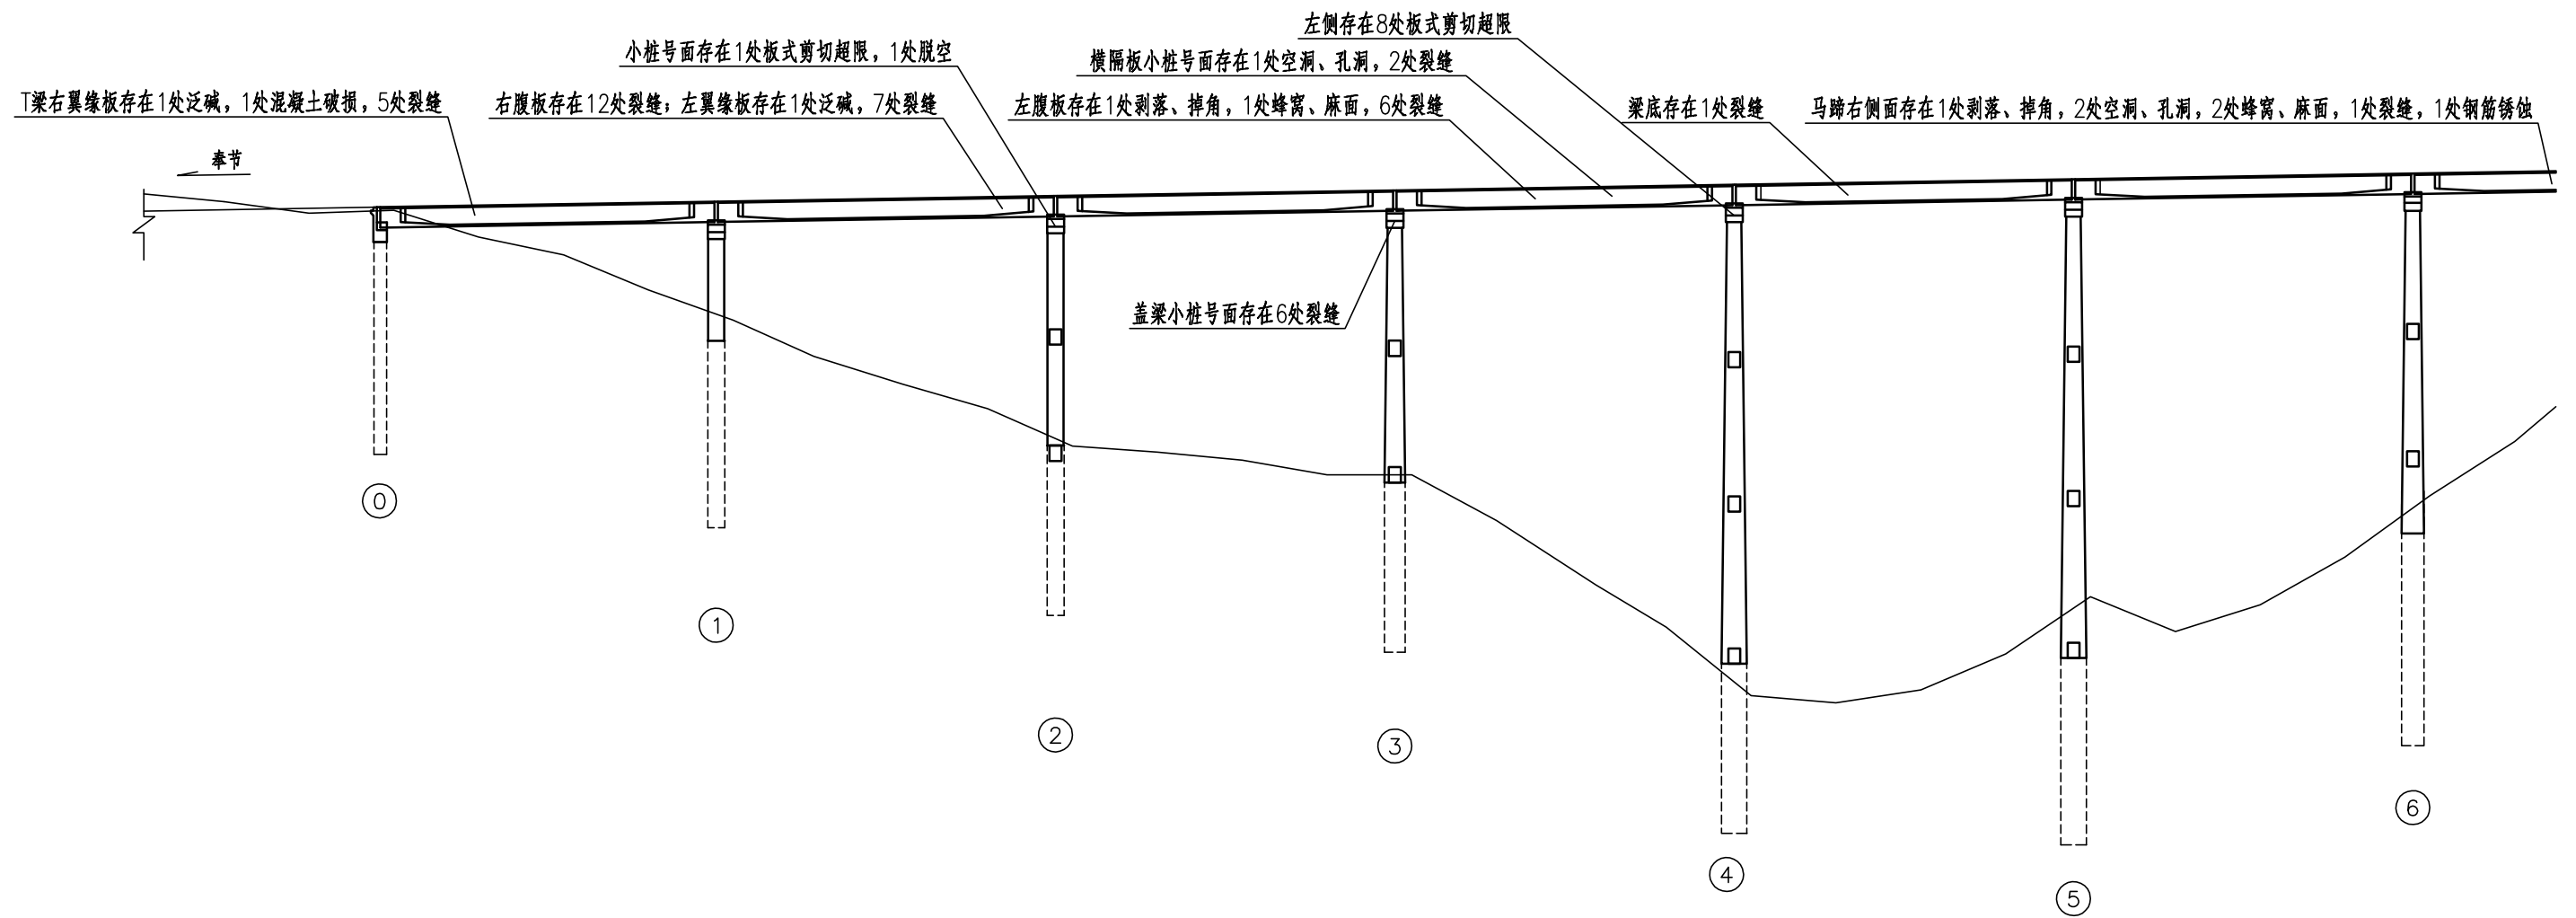 左侧存在8处板式剪切超限
小桩号面存在1处板式剪切超限，1处脱空
横隔板小桩号面存在1处空洞、孔洞，2处裂缝
T梁右翼缘板存在1处泛碱，1处混凝土破损，5处裂缝
右腹板存在12处裂缝；左翼缘板存在1处泛碱，7处裂缝
左腹板存在1处剥落、掉角，1处蜂窝、麻面，6处裂缝
梁底存在1处裂缝
马蹄右侧面存在1处剥落、掉角，2处空洞、孔洞，2处蜂窝、麻面，1处裂缝，1处钢筋锈蚀
奉节
盖梁小桩号面存在6处裂缝
0
1
2
3
4
5
6